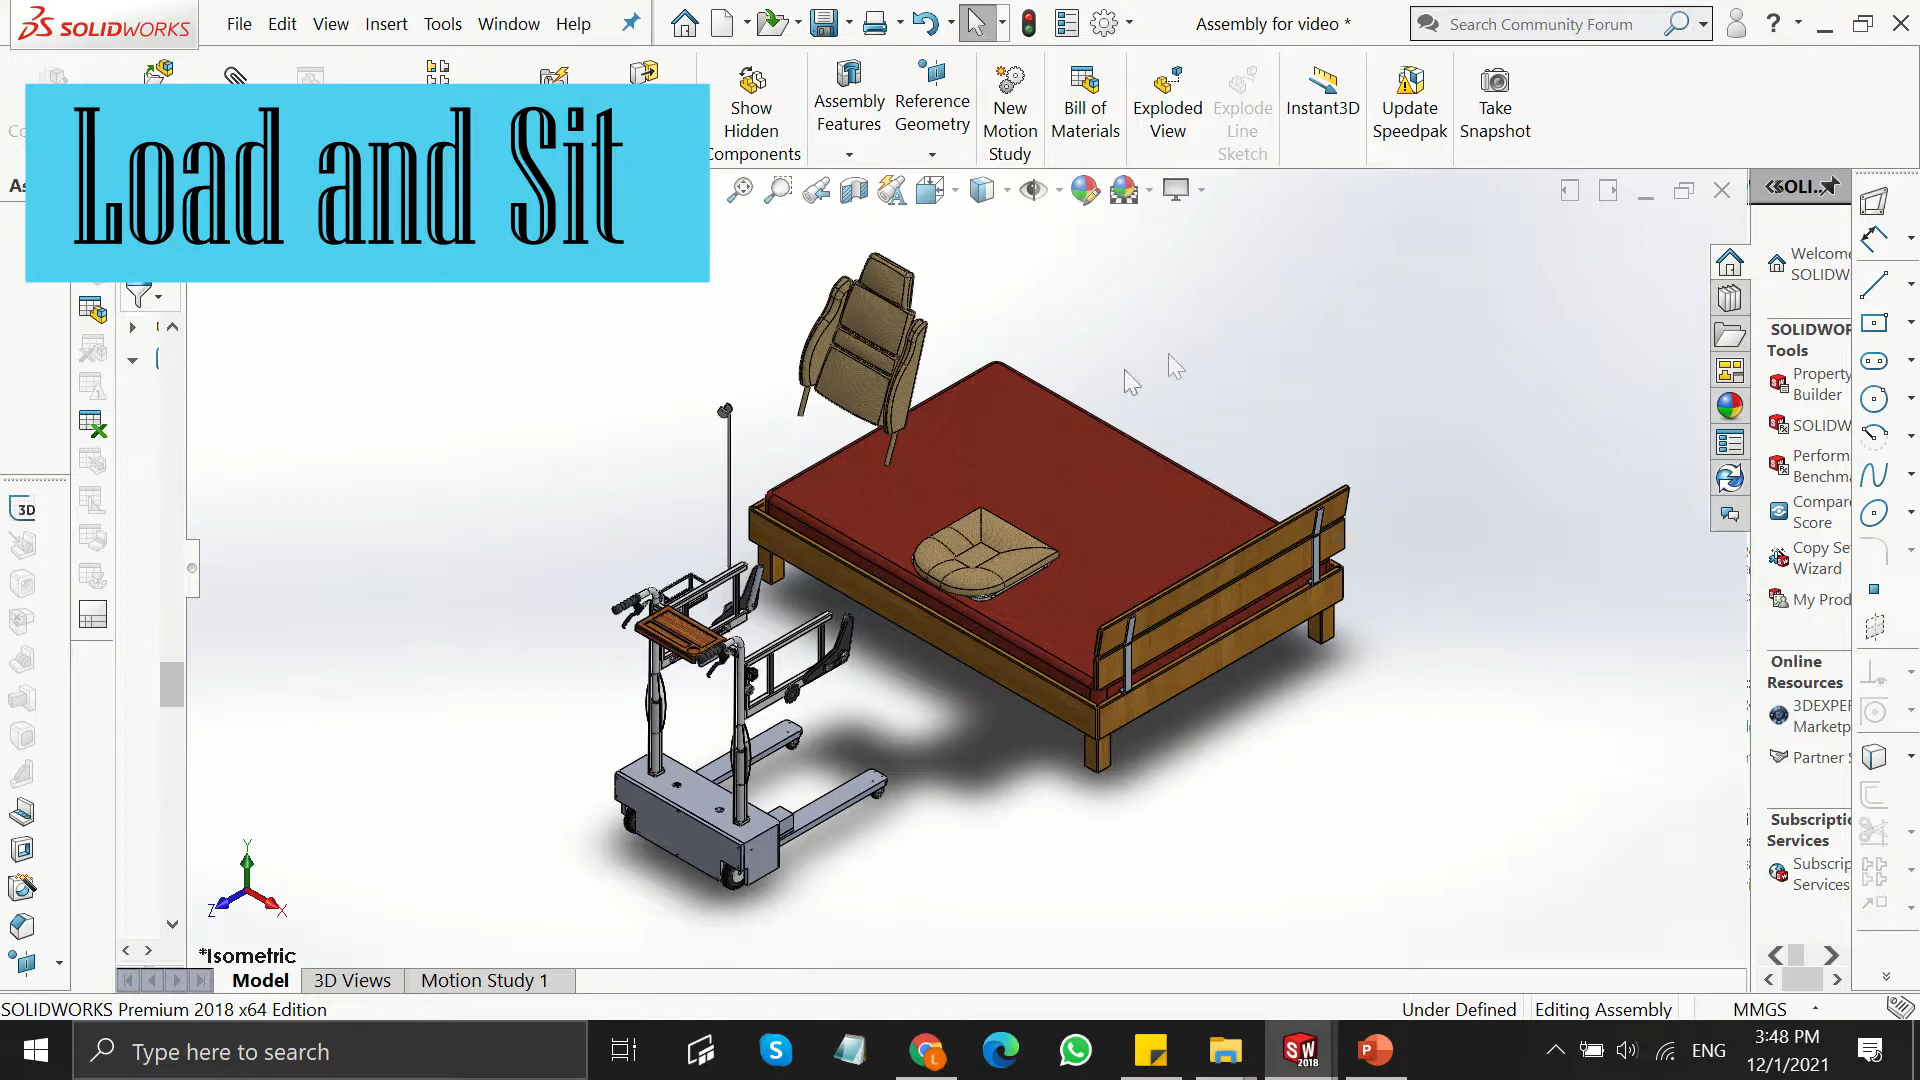 SOLIDWORKS
File Edit View Insert Tools Window Help
Assembly for video *
Search Community Forum
?
Show Hidden Components
Assembly Features
Reference Geometry
New Motion Study
Bill of Materials
Exploded View
Explode Line Sketch
Instant3D
Update Speedpak
Take Snapshot
Load and Sit
SOLI...
Welcome
SOLIDW
SOLIDWOR
Tools
Property
Builder
SOLIDW
Perform
Benchma
Compar
Score
Copy Se
Wizard
My Prod
Online
Resources
3DEXPER
Marketp
Partner
Subscripti
Services
Subscrip
Services
3D
Y
Z
X
*Isometric
Model 3D Views Motion Study 1
SOLIDWORKS Premium 2018 x64 Edition
Under Defined Editing Assembly MMGS
Type here to search
ENG
3:48 PM
12/1/2021